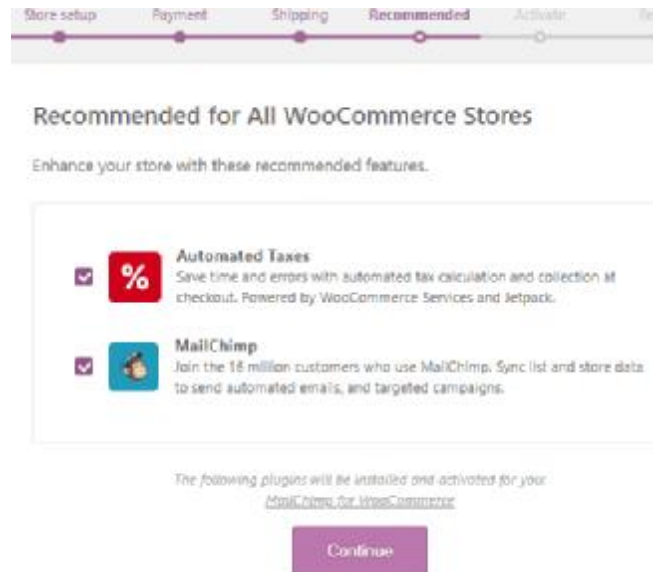 Store setup Payment Shipping Recommended Activate
Recommended for All WooCommerce Stores
Enhance your store with these recommended features.
Automated Taxes
Save time and errors with automated tax calculation and collection at
checkout. Powered by WooCommerce Services and Jetpack.
MailChimp
Join the 16 million customers who use MailChimp. Sync list and store data
to send automated emails, and targeted campaigns.
The following plugins will be installed and activated for you:
MailChimp for WooCommerce
Continue